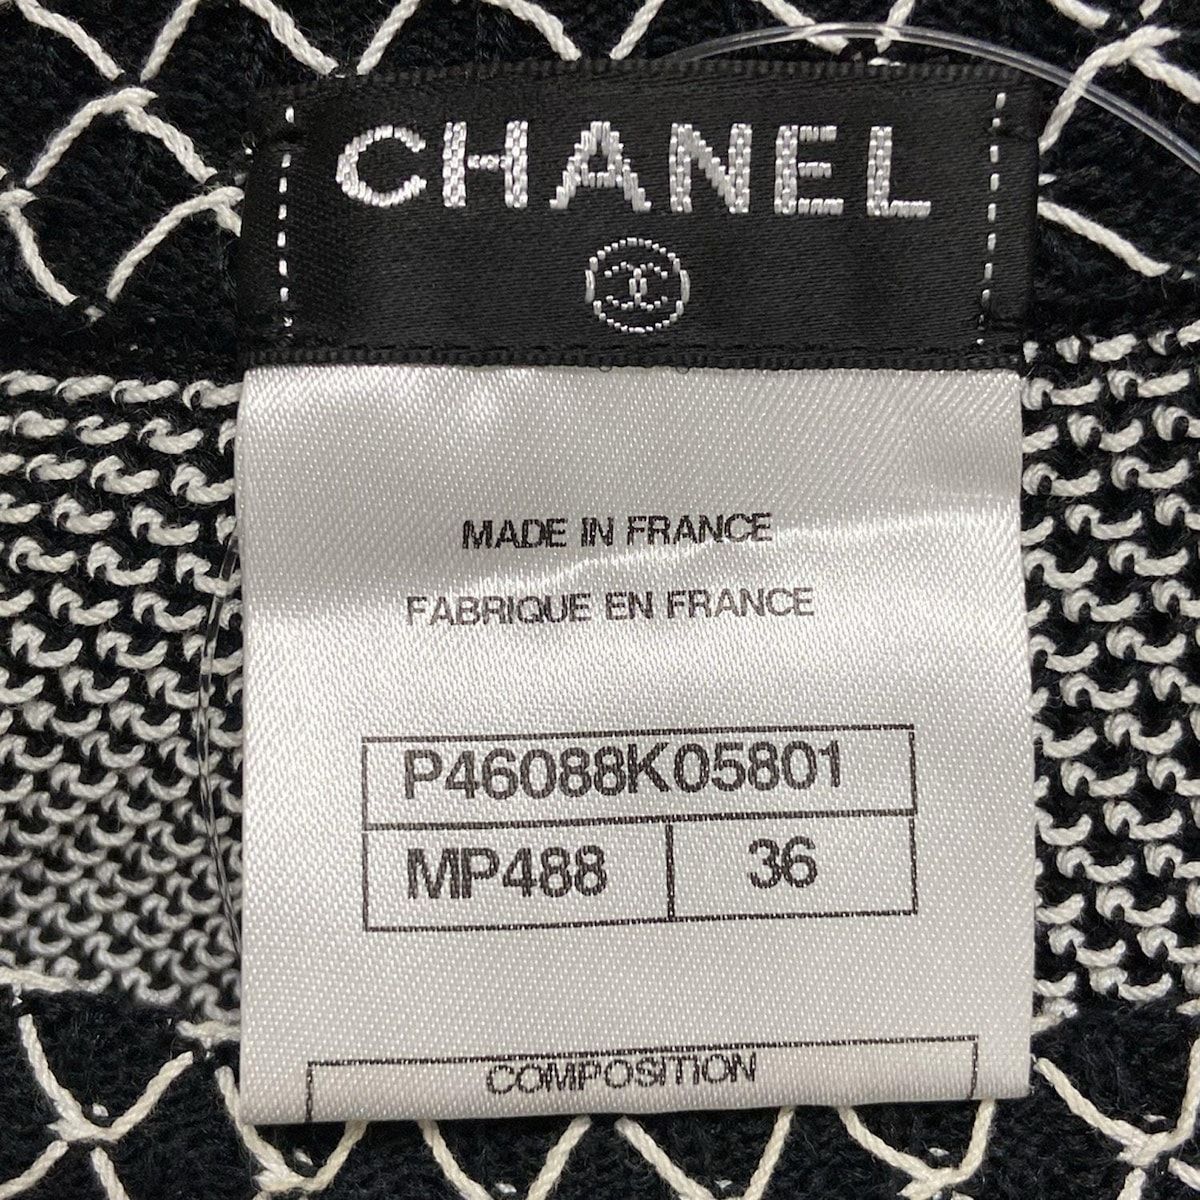 CHANEL
MADE IN FRANCE
FABRIQUE EN FRANCE
P46088K05801
MP488 36
COMPOSITION